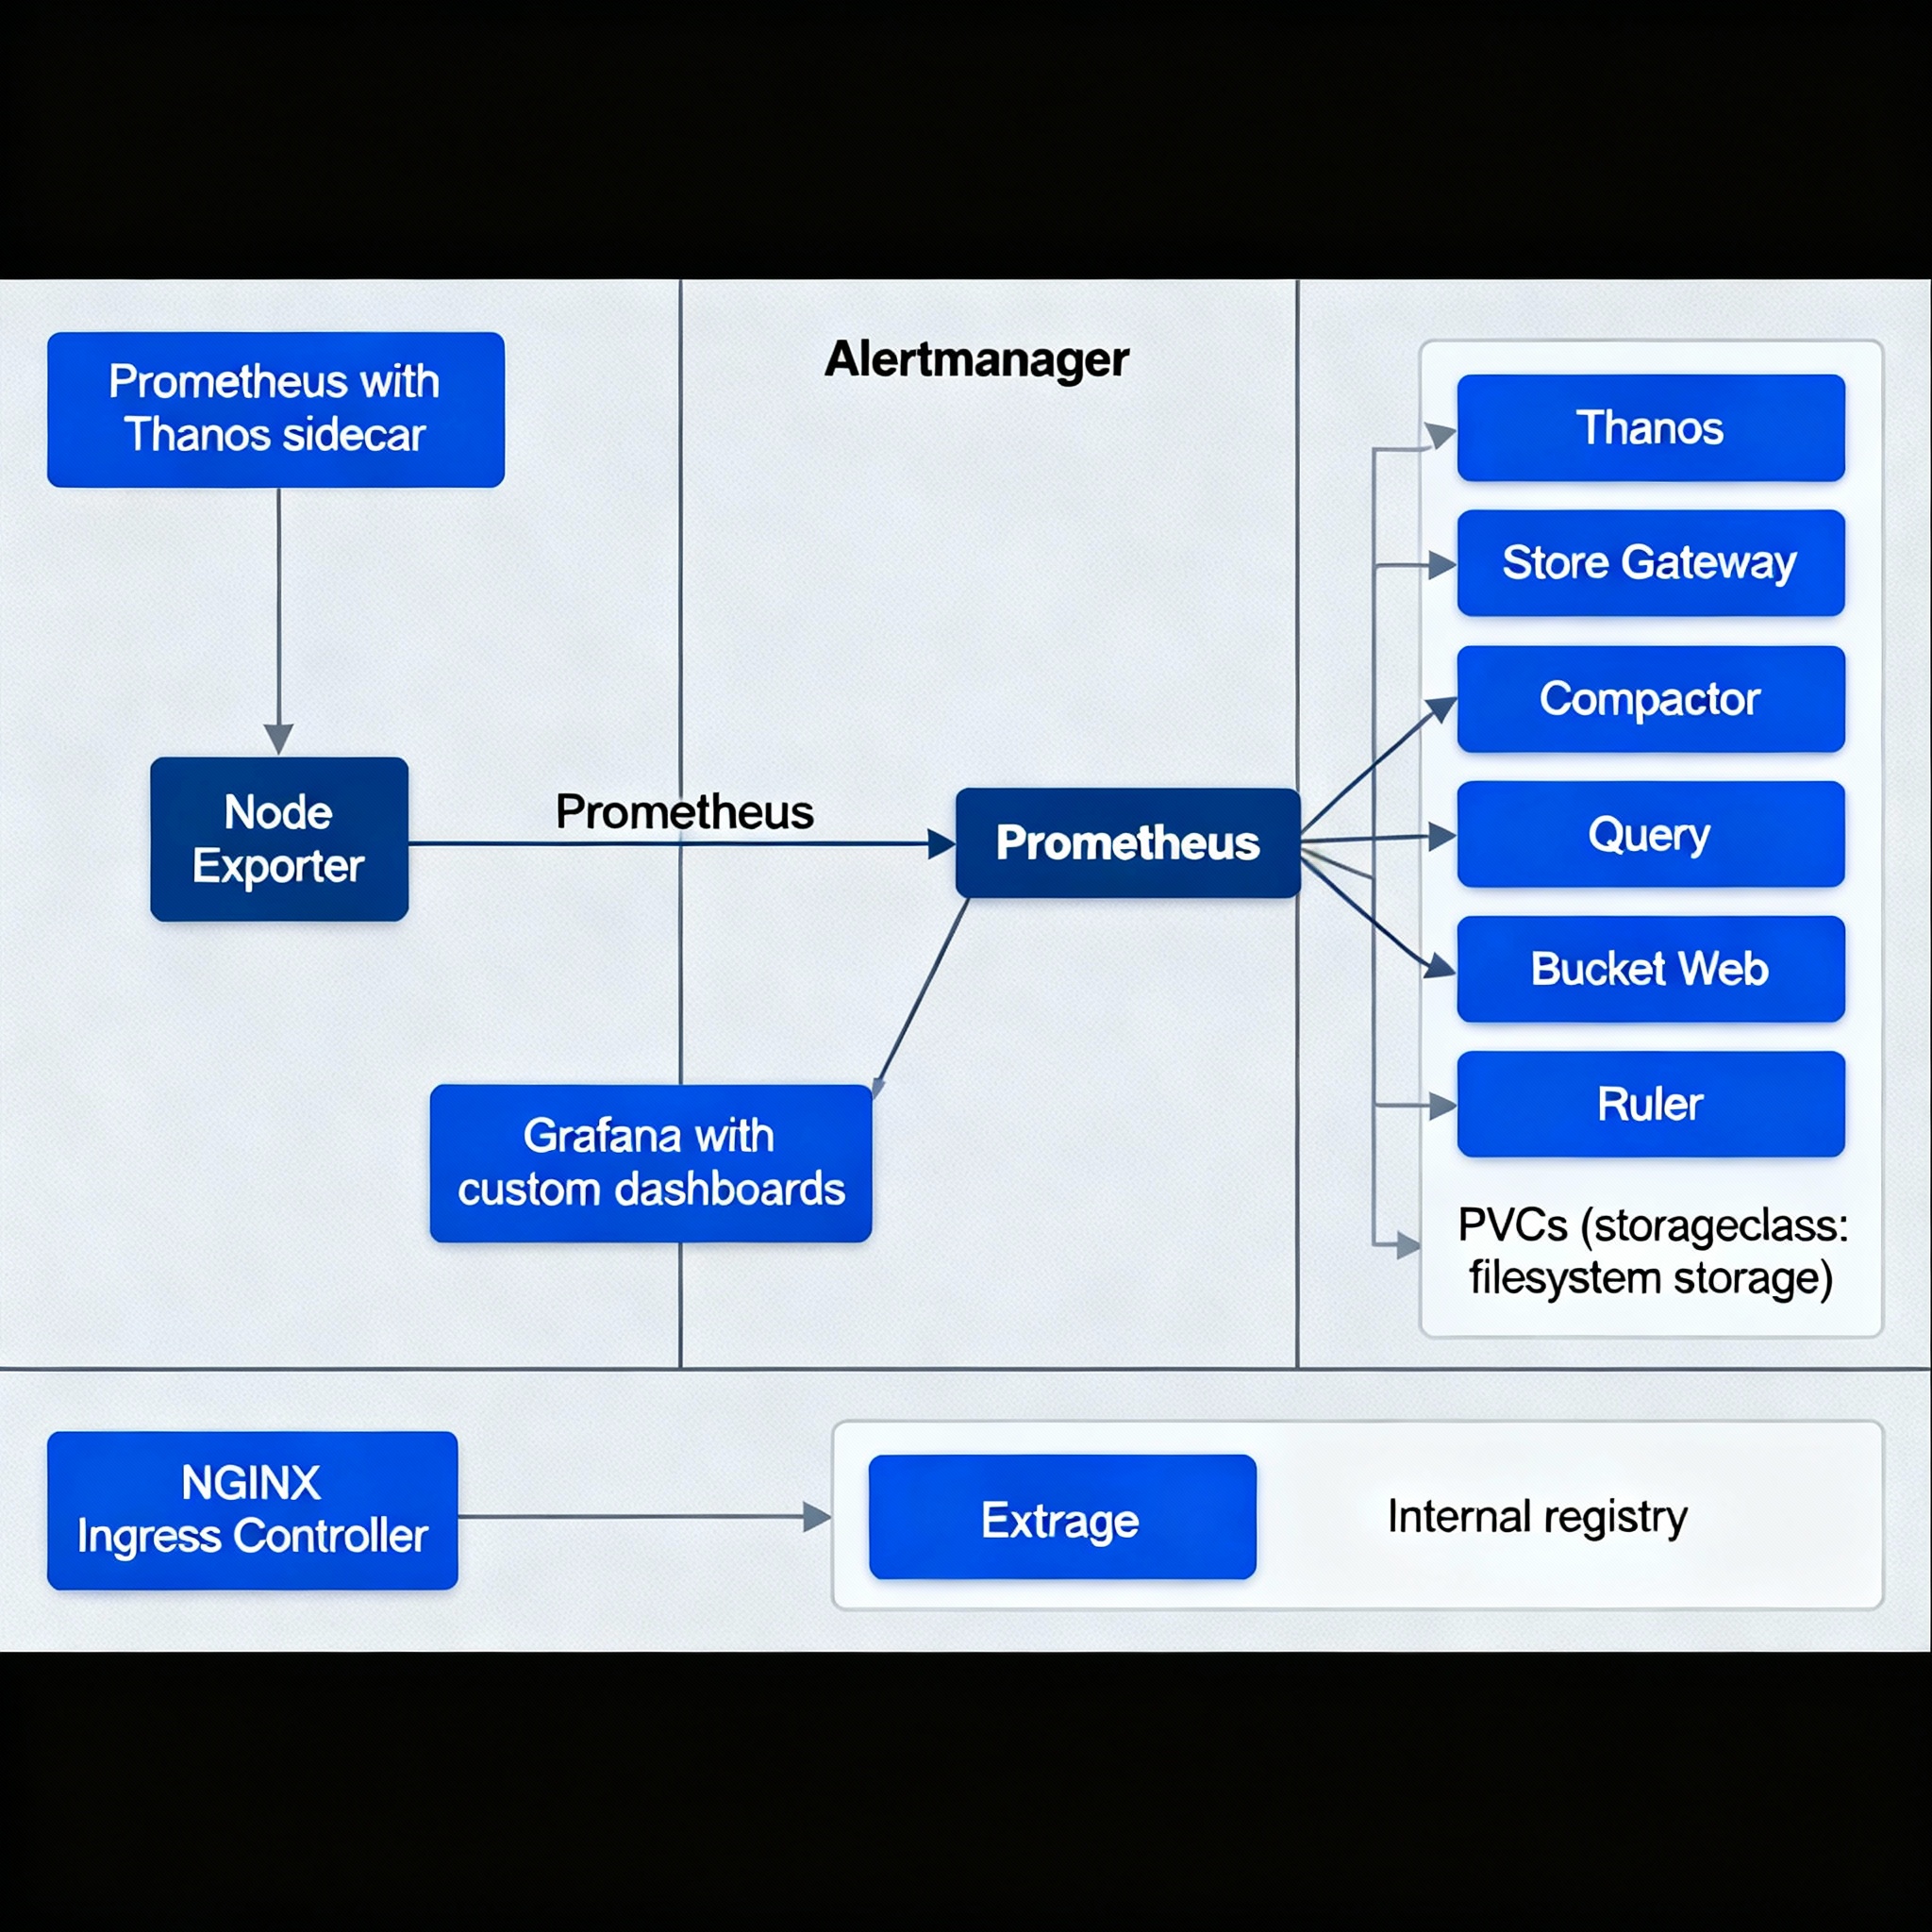 Prometheus with
Thanos sidecar
Node
Exporter
Prometheus
Alertmanager
Prometheus
Grafana with
custom dashboards
Thanos
Store Gateway
Compactor
Query
Bucket Web
Ruler
PVCs (storageclass:
filesystem storage)
NGINX
Ingress Controller
Extrage
Internal registry